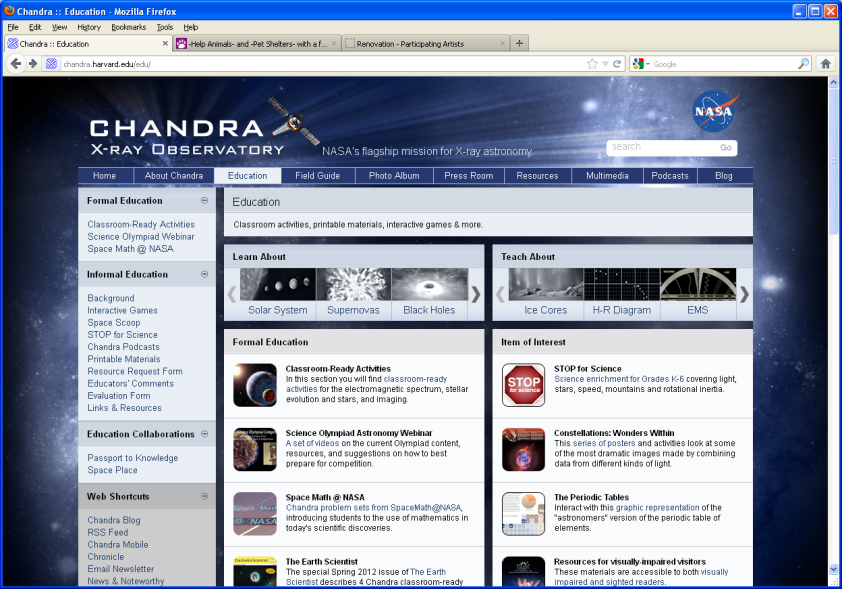 Chandra :: Education - Mozilla Firefox
File Edit View History Bookmarks Tools Help
Chandra :: Education
-Help Animals- and -Pet Shelters- with a f...
Renovation - Participating Artists
chandra.harvard.edu/edu/
Google
CHANDRA
X-RAY OBSERVATORY
NASA's flagship mission for X-ray astronomy.
NASA
search Go
Home About Chandra Education Field Guide Photo Album Press Room Resources Multimedia Podcasts Blog
Formal Education
Classroom-Ready Activities
Science Olympiad Webinar
Space Math @ NASA
Informal Education
Background
Interactive Games
Space Scoop
STOP for Science
Chandra Podcasts
Printable Materials
Resource Request Form
Educators' Comments
Evaluation Form
Links & Resources
Education Collaborations
Passport to Knowledge
Space Place
Web Shortcuts
Chandra Blog
RSS Feed
Chandra Mobile
Chronicle
Email Newsletter
News & Noteworthy
Education
Classroom activities, printable materials, interactive games & more.
Learn About
Solar System Supernovas Black Holes
Teach About
Ice Cores H-R Diagram EMS
Formal Education
Classroom-Ready Activities
In this section you will find classroom-ready
activities for the electromagnetic spectrum, stellar
evolution and stars, and imaging.
Science Olympiad Astronomy Webinar
A set of videos on the current Olympiad content,
resources, and suggestions on how to best
prepare for competition.
Space Math @ NASA
Chandra problem sets from SpaceMath@NASA,
introducing students to the use of mathematics in
today's scientific discoveries.
The Earth Scientist
The special Spring 2012 issue of The Earth
Scientist describes 4 Chandra classroom-ready
Item of Interest
STOP
for science
STOP for Science
Science enrichment for Grades K-6 covering light,
stars, speed, mountains and rotational inertia.
Constellations: Wonders Within
This series of posters and activities look at some
of the most dramatic images made by combining
data from different kinds of light.
The Periodic Tables
Interact with this graphic representation of the
"astronomers" version of the periodic table of
elements.
Resources for visually-impaired visitors
These materials are accessible to both visually
impaired and sighted readers.